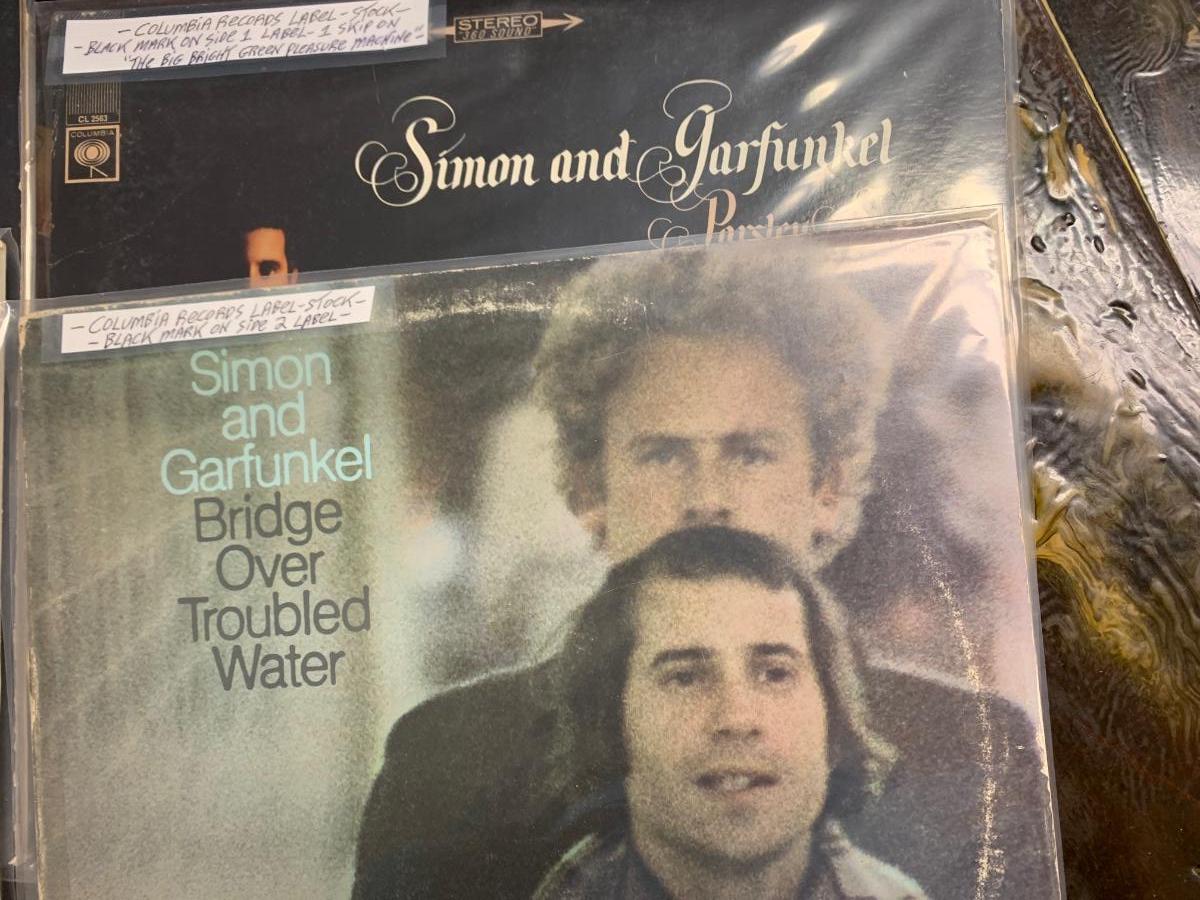 - COLUMBIA RECORDS LABEL - STOCK -
- BLACK MARK ON SIDE 1 LABEL - 1 SKIP ON
"THE BIG BRIGHT GREEN PLEASURE MACHINE" -
STEREO
360 SOUND
CL 2563
COLUMBIA
Simon and Garfunkel
Parsley
- COLUMBIA RECORDS LABEL - STOCK -
- BLACK MARK ON SIDE 2 LABEL -
Simon
and
Garfunkel
Bridge
Over
Troubled
Water